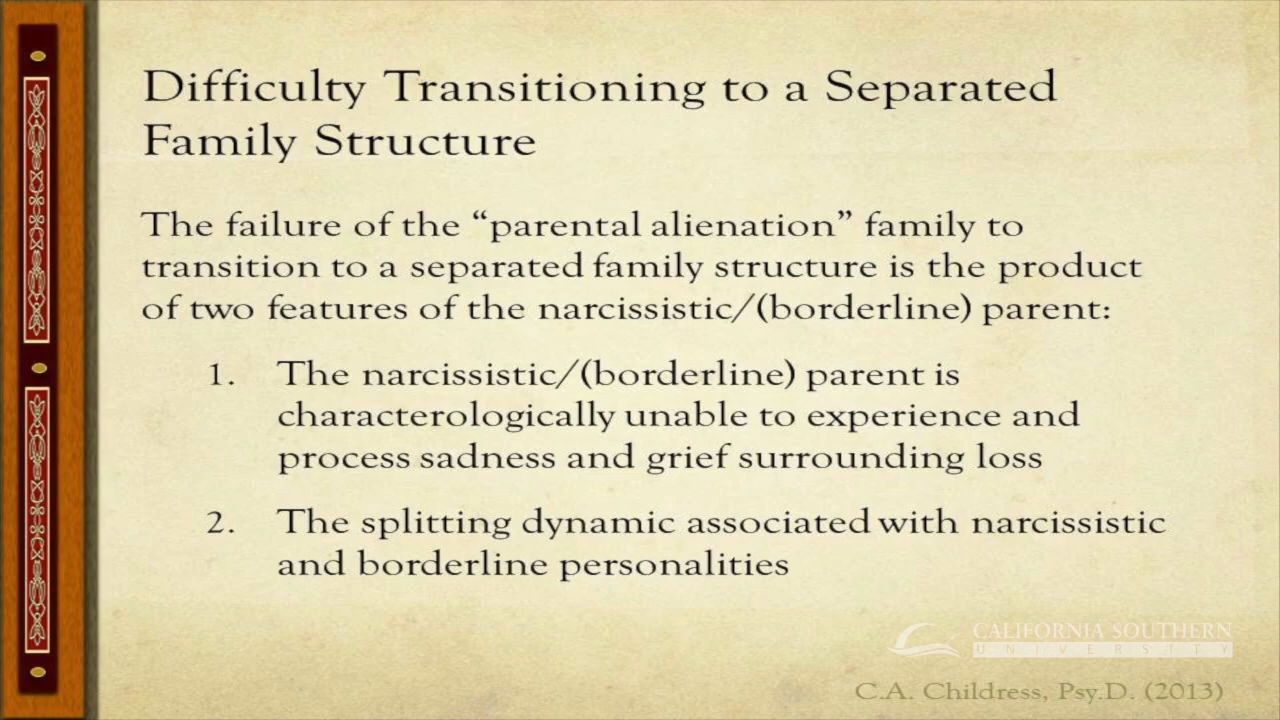 Difficulty Transitioning to a Separated
Family Structure
The failure of the “parental alienation” family to
transition to a separated family structure is the product
of two features of the narcissistic/(borderline) parent:
1. The narcissistic/(borderline) parent is
characterologically unable to experience and
process sadness and grief surrounding loss
2. The splitting dynamic associated with narcissistic
and borderline personalities
CALIFORNIA SOUTHERN
UNIVERSITY
C.A. Childress, Psy.D. (2013)